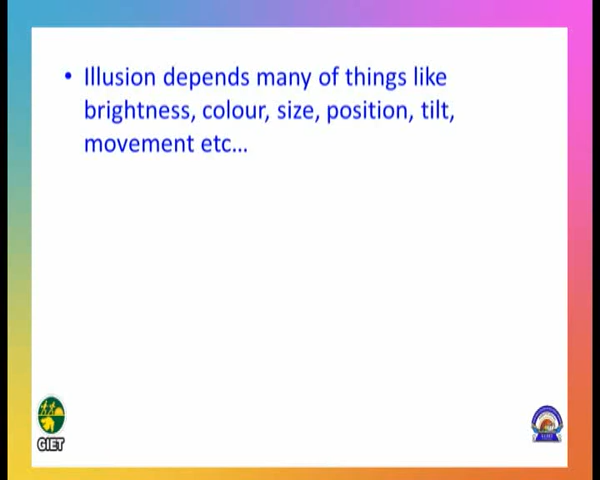 • Illusion depends many of things like
brightness, colour, size, position, tilt,
movement etc...
GIET